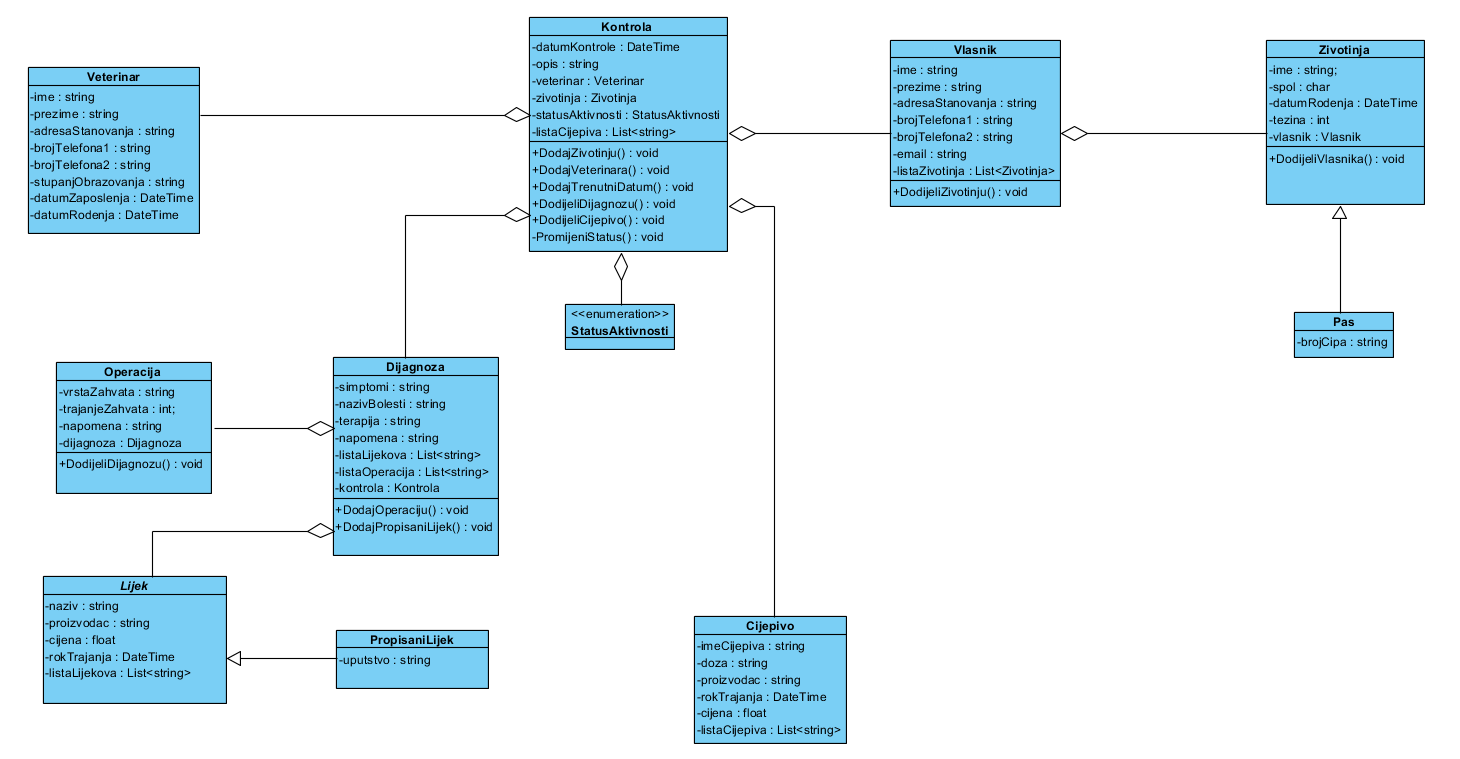 Kontrola
-datumKontrole : DateTime
-opis : string
-veterinar : Veterinar
-zivotinja : Zivotinja
-statusAktivnosti : StatusAktivnosti
-listaCijepiva : List<string>
+DodajZivotinju() : void
+DodajVeterinara() : void
+DodajTrenutniDatum() : void
+DodijeliDijagnozu() : void
+DodijeliCijepivo() : void
-PromijeniStatus() : void
Vlasnik
-ime : string
-prezime : string
-adresaStanovanja : string
-brojTelefona1 : string
-brojTelefona2 : string
-email : string
-listaZivotinja : List<Zivotinja>
+DodijeliZivotinju() : void
Zivotinja
-ime : string;
-spol : char
-datumRodenja : DateTime
-tezina : int
-vlasnik : Vlasnik
+DodijeliVlasnika() : void
Veterinar
-ime : string
-prezime : string
-adresaStanovanja : string
-brojTelefona1 : string
-brojTelefona2 : string
-stupanjObrazovanja : string
-datumZaposlenja : DateTime
-datumRodenja : DateTime
<<enumeration>>
StatusAktivnosti
Pas
-brojCipa : string
Operacija
-vrstaZahvata : string
-trajanjeZahvata : int;
-napomena : string
-dijagnoza : Dijagnoza
+DodijeliDijagnozu() : void
Dijagnoza
-simptomi : string
-nazivBolesti : string
-terapija : string
-napomena : string
-listaLijekova : List<string>
-listaOperacija : List<string>
-kontrola : Kontrola
+DodajOperaciju() : void
+DodajPropisaniLijek() : void
Lijek
-naziv : string
-proizvodac : string
-cijena : float
-rokTrajanja : DateTime
-listaLijekova : List<string>
PropisaniLijek
-uputstvo : string
Cijepivo
-imeCijepiva : string
-doza : string
-proizvodac : string
-rokTrajanja : DateTime
-cijena : float
-listaCijepiva : List<string>